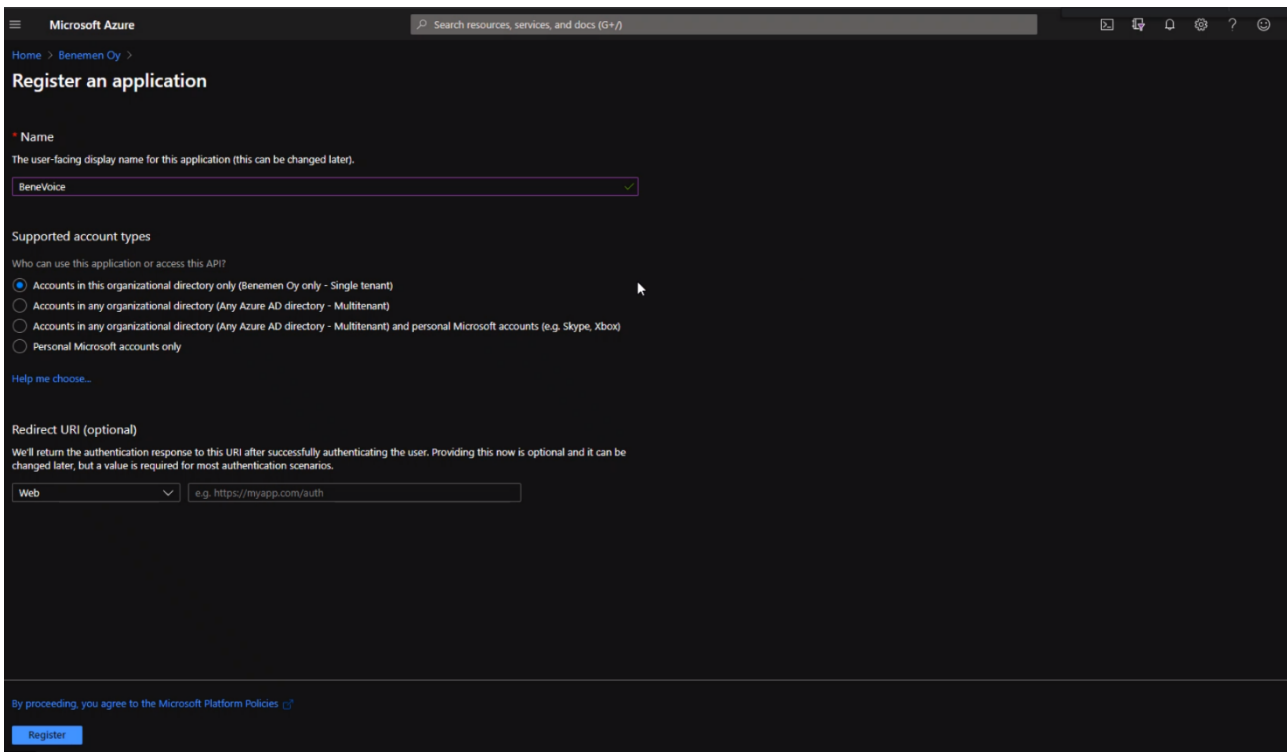 Microsoft Azure
Search resources, services, and docs (G+/)
Home > Benemen Oy >
Register an application
* Name
The user-facing display name for this application (this can be changed later).
BeneVoice
Supported account types
Who can use this application or access this API?
Accounts in this organizational directory only (Benemen Oy only - Single tenant)
Accounts in any organizational directory (Any Azure AD directory - Multitenant)
Accounts in any organizational directory (Any Azure AD directory - Multitenant) and personal Microsoft accounts (e.g. Skype, Xbox)
Personal Microsoft accounts only
Help me choose...
Redirect URI (optional)
We'll return the authentication response to this URI after successfully authenticating the user. Providing this now is optional and it can be
changed later, but a value is required for most authentication scenarios.
Web
e.g. https://myapp.com/auth
By proceeding, you agree to the Microsoft Platform Policies
Register